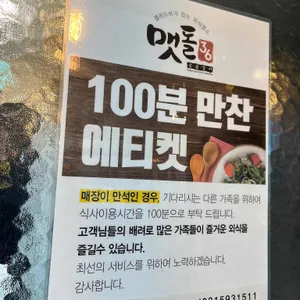 맷돌36
100분 만찬
에티켓
매장이 만석인 경우, 기다리시는 다른 가족을 위하여
식사이용시간을 100분으로 부탁 드립니다.
고객님들의 배려로 많은 가족들이 즐거운 외식을
즐길수 있습니다.
최선의 서비스를 위하여 노력하겠습니다.
감사합니다.